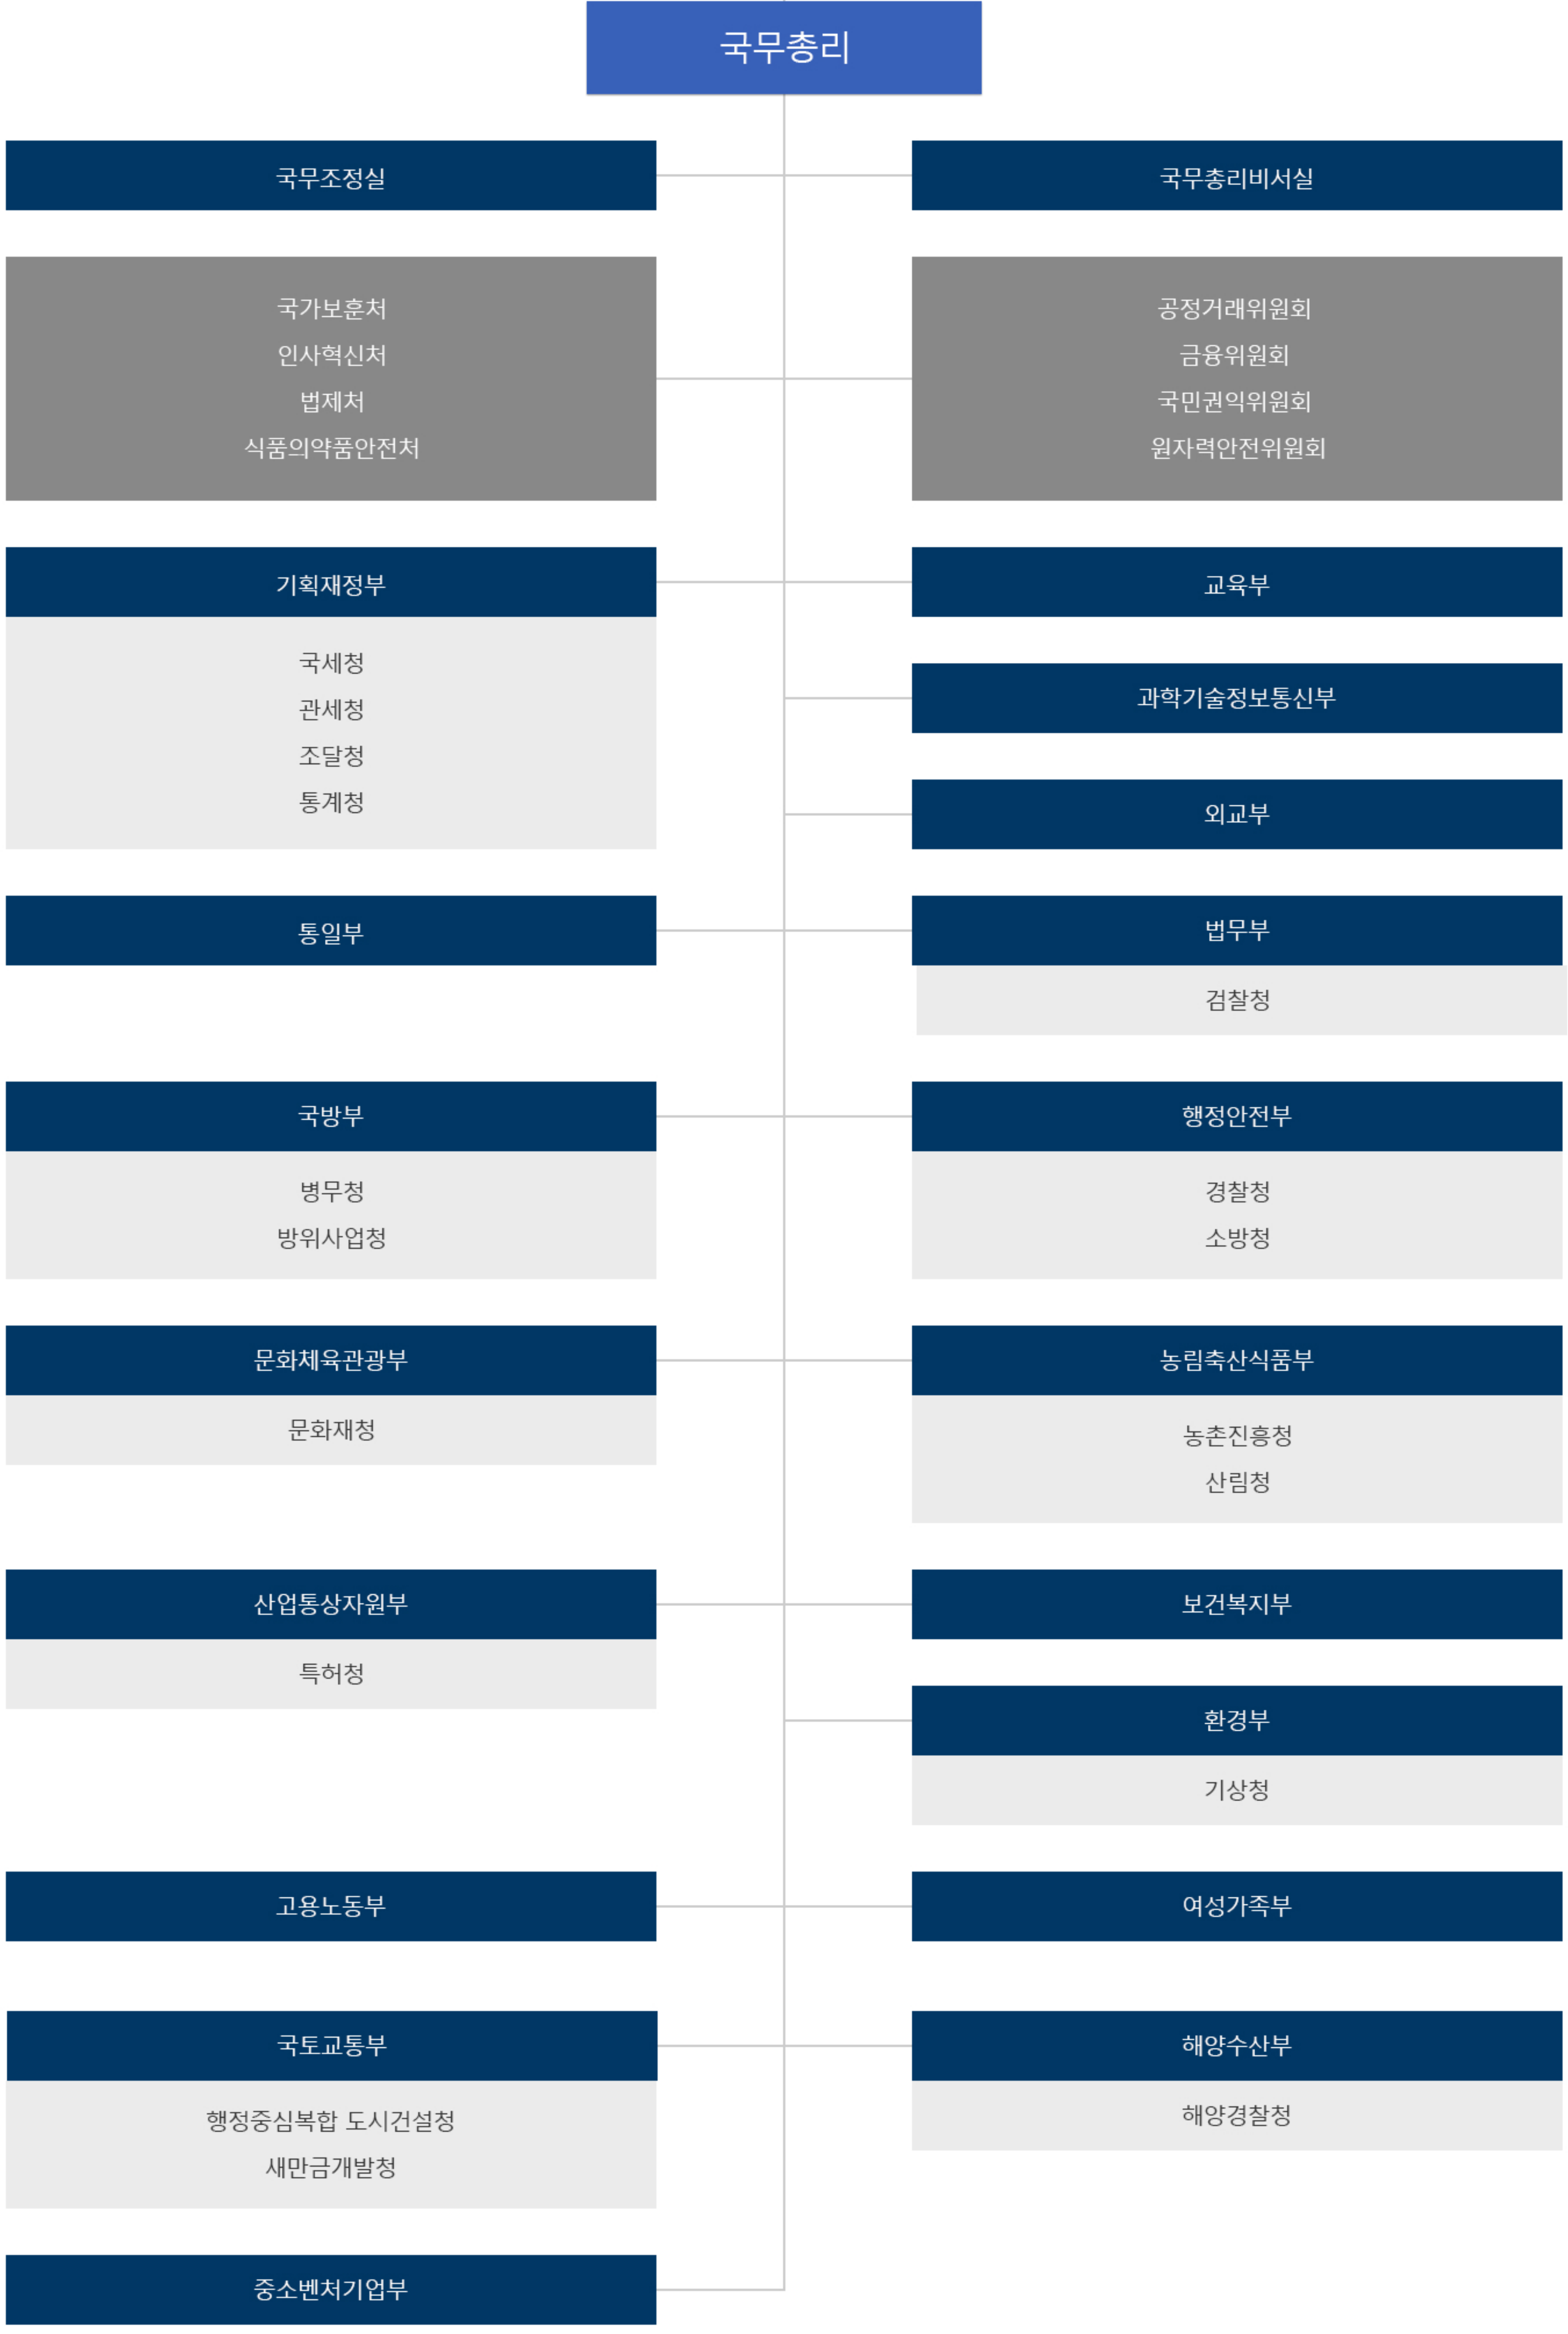 국무총리
국무조정실
국무총리비서실
국가보훈처
인사혁신처
법제처
식품의약품안전처
공정거래위원회
금융위원회
국민권익위원회
원자력안전위원회
기획재정부
국세청
관세청
조달청
통계청
교육부
과학기술정보통신부
외교부
통일부
법무부
검찰청
국방부
병무청
방위사업청
행정안전부
경찰청
소방청
문화체육관광부
문화재청
농림축산식품부
농촌진흥청
산림청
산업통상자원부
특허청
보건복지부
환경부
기상청
고용노동부
여성가족부
국토교통부
행정중심복합 도시건설청
새만금개발청
해양수산부
해양경찰청
중소벤처기업부